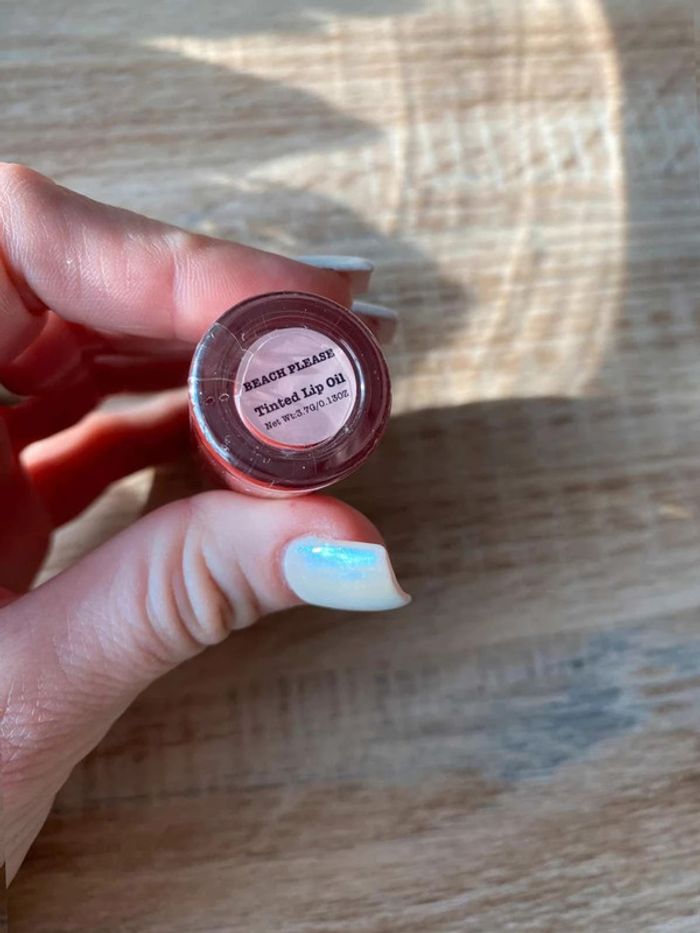 BEACH PLEASE
Tinted Lip Oil
Net Wt:3.7G/0.13OZ